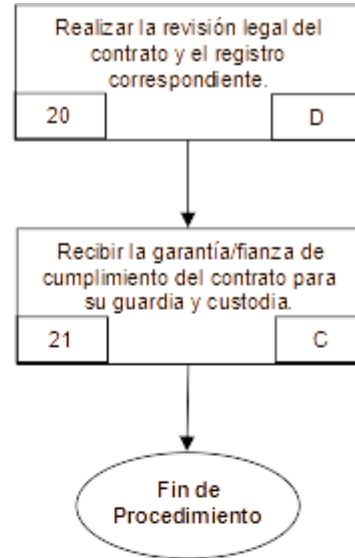 Realizar la revisión legal del
contrato y el registro
correspondiente.
20
D
Recibir la garantía/fianza de
cumplimiento del contrato para
su guardia y custodia.
21
C
Fin de
Procedimiento